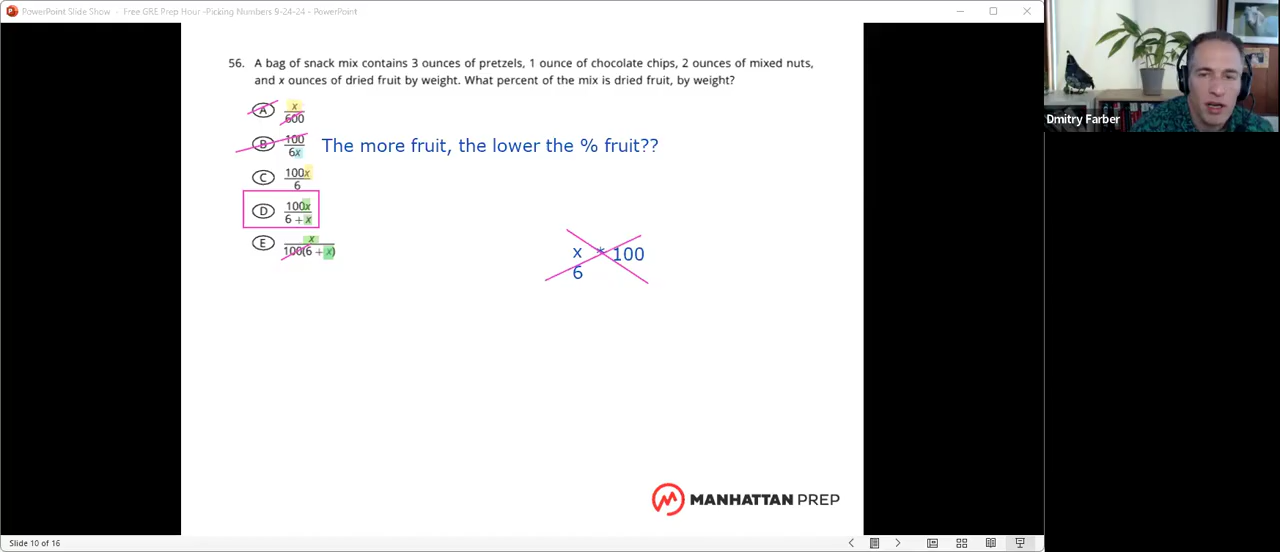 PowerPoint Slide Show - Free GRE Prep Hour -Picking Numbers 9-24-24 - PowerPoint
56. A bag of snack mix contains 3 ounces of pretzels, 1 ounce of chocolate chips, 2 ounces of mixed nuts,
and x ounces of dried fruit by weight. What percent of the mix is dried fruit, by weight?
A x
600
B 100
6x
The more fruit, the lower the % fruit??
C 100x
6
D 100x
6 + x
E x
100(6 + x)
x * 100
6
MANHATTAN PREP
Dmitry Farber
Slide 10 of 16